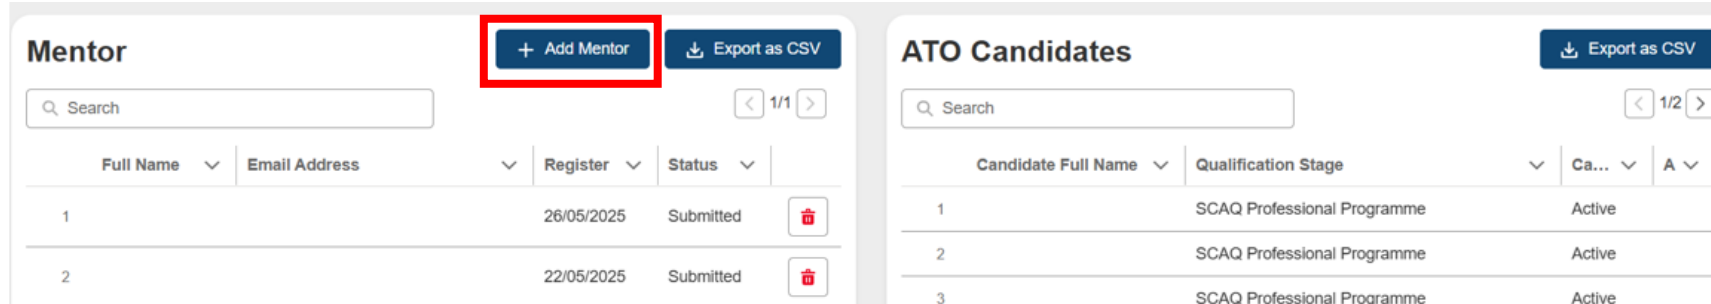 Mentor
+ Add Mentor
Export as CSV
Search
1/1
Full Name
Email Address
Register
Status
1
26/05/2025
Submitted
2
22/05/2025
Submitted
ATO Candidates
Export as CSV
Search
1/2
Candidate Full Name
Qualification Stage
Ca...
A
1
SCAQ Professional Programme
Active
2
SCAQ Professional Programme
Active
3
SCAQ Professional Programme
Active